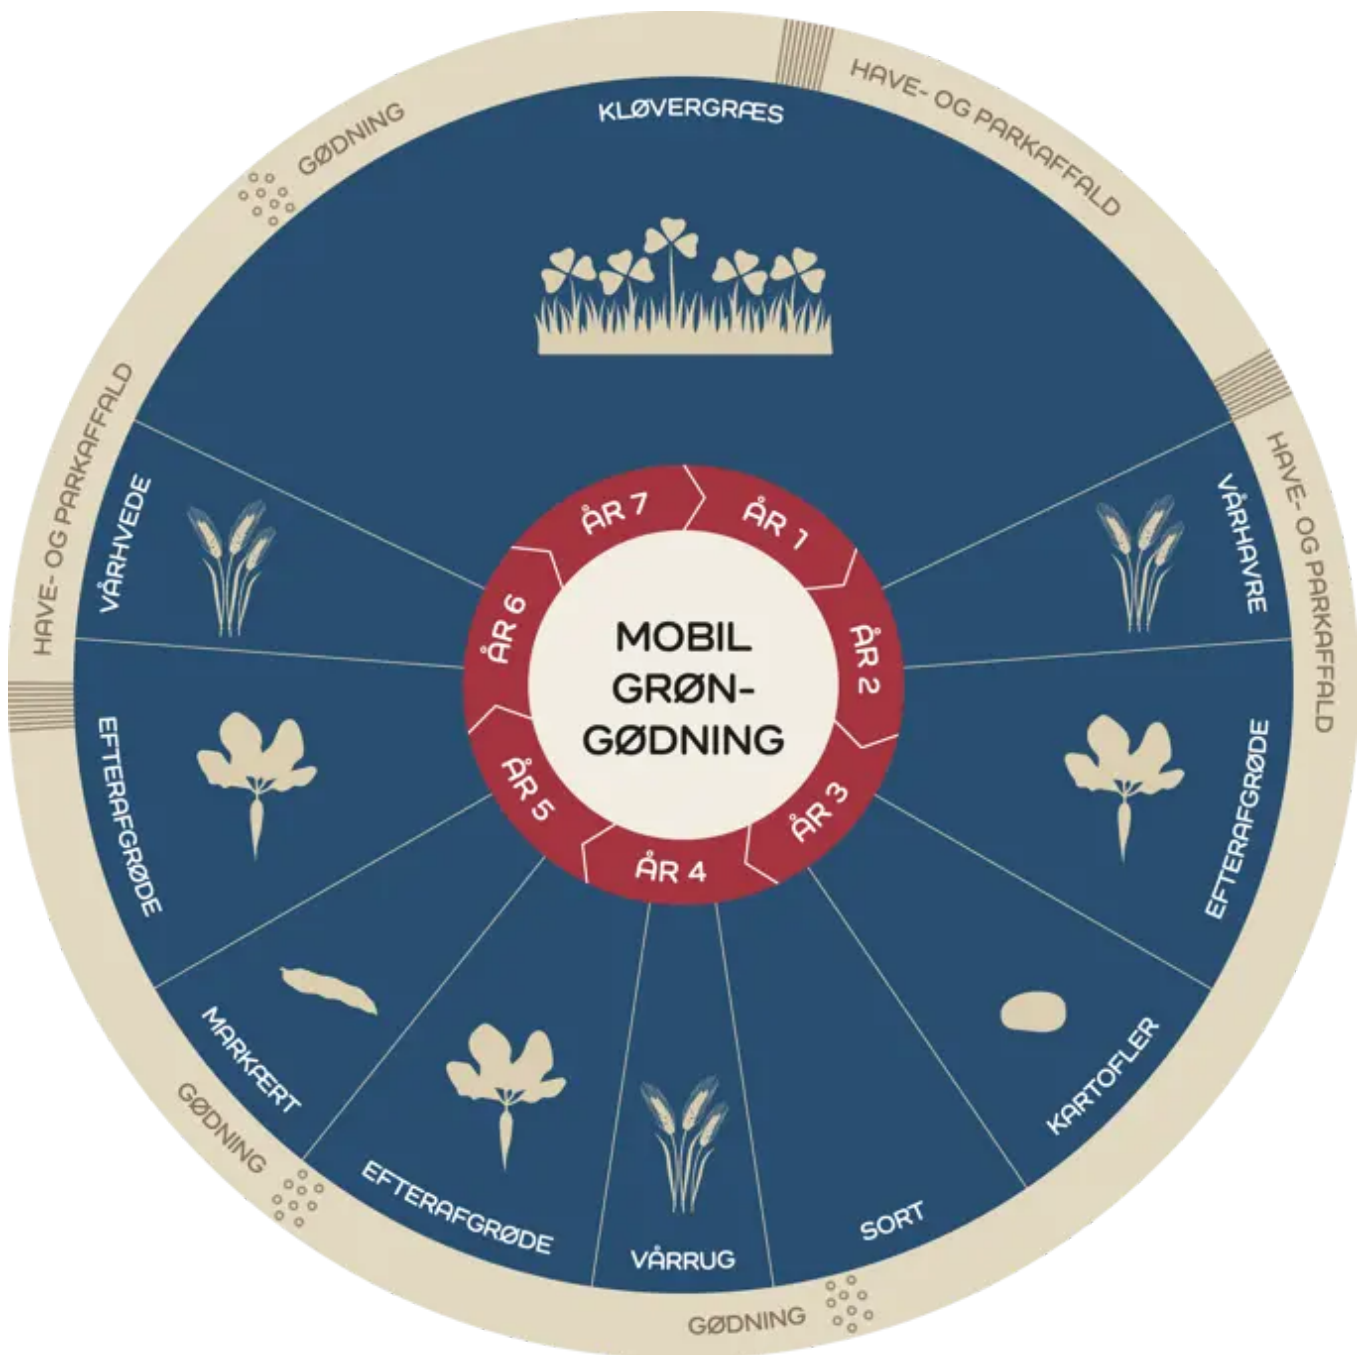 MOBIL
GRØN-
GØDNING
ÅR 1
ÅR 2
ÅR 3
ÅR 4
ÅR 5
ÅR 6
ÅR 7
KLØVERGRÆS
VÅRHAVRE
EFTERAFGRØDE
KARTOFLER
SORT
VÅRRUG
EFTERAFGRØDE
MARKÆRT
EFTERAFGRØDE
VÅRHVEDE
HAVE- OG PARKAFFALD
HAVE- OG PARKAFFALD
GØDNING
GØDNING
HAVE- OG PARKAFFALD
GØDNING